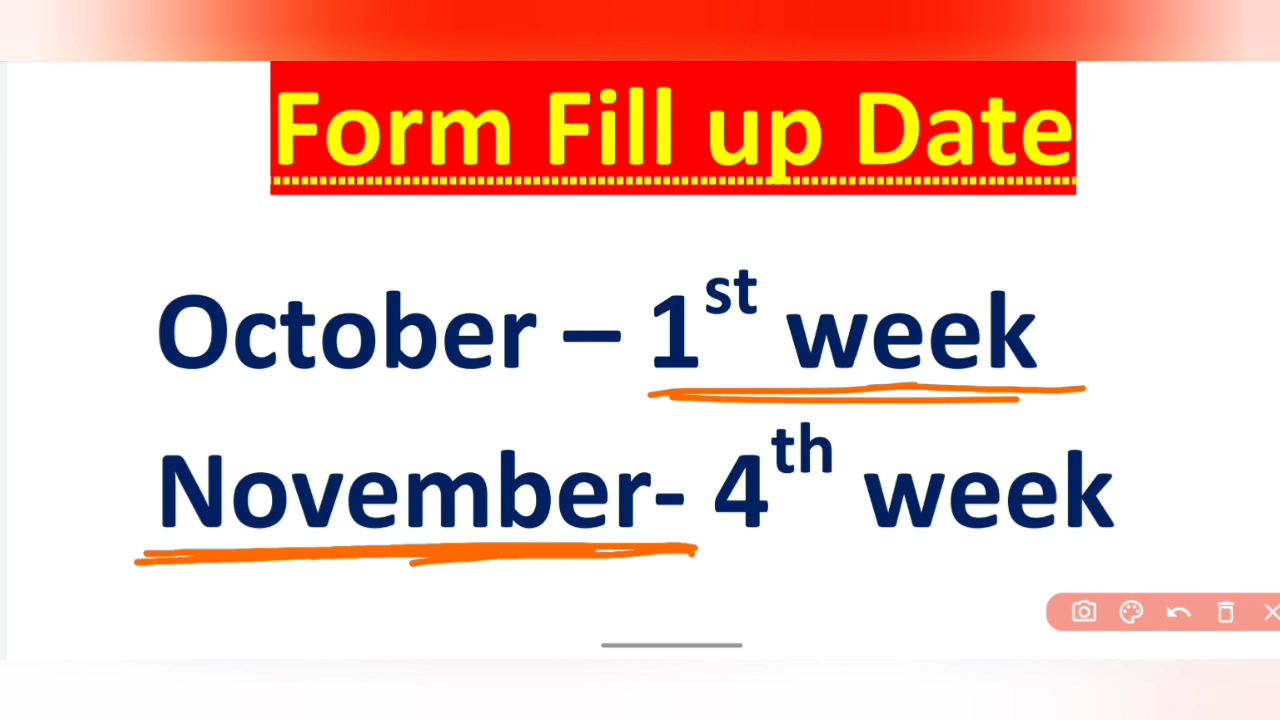 Form Fill up Date
October – 1st week
November- 4th week